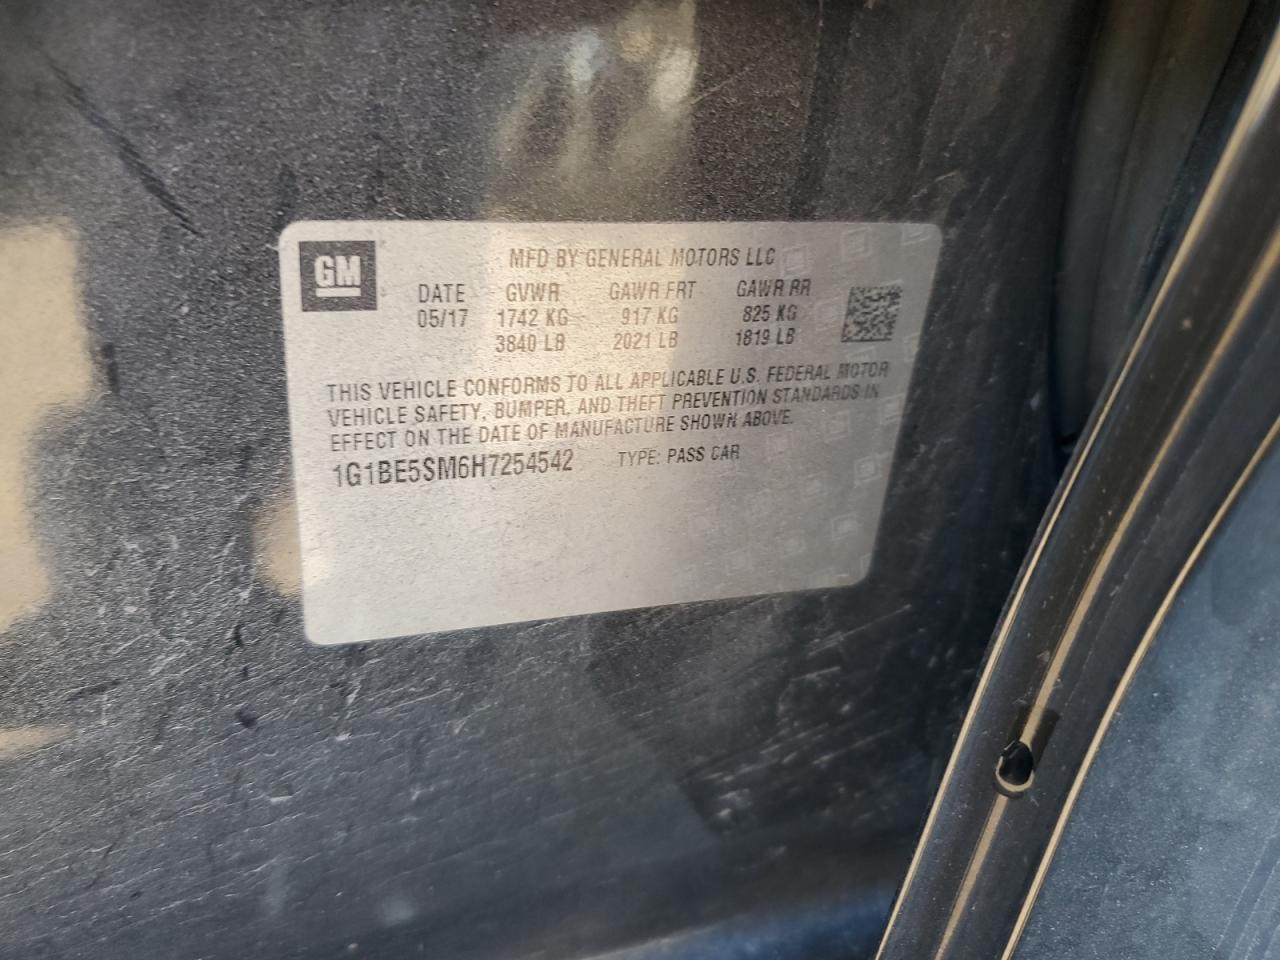 GM
MFD BY GENERAL MOTORS LLC
DATE GVWR GAWR FRT GAWR RR
05/17 1742 KG 917 KG 825 KG
3840 LB 2021 LB 1819 LB
THIS VEHICLE CONFORMS TO ALL APPLICABLE U.S. FEDERAL MOTOR
VEHICLE SAFETY, BUMPER, AND THEFT PREVENTION STANDARDS IN
EFFECT ON THE DATE OF MANUFACTURE SHOWN ABOVE.
1G1BE5SM6H7254542 TYPE: PASS CAR